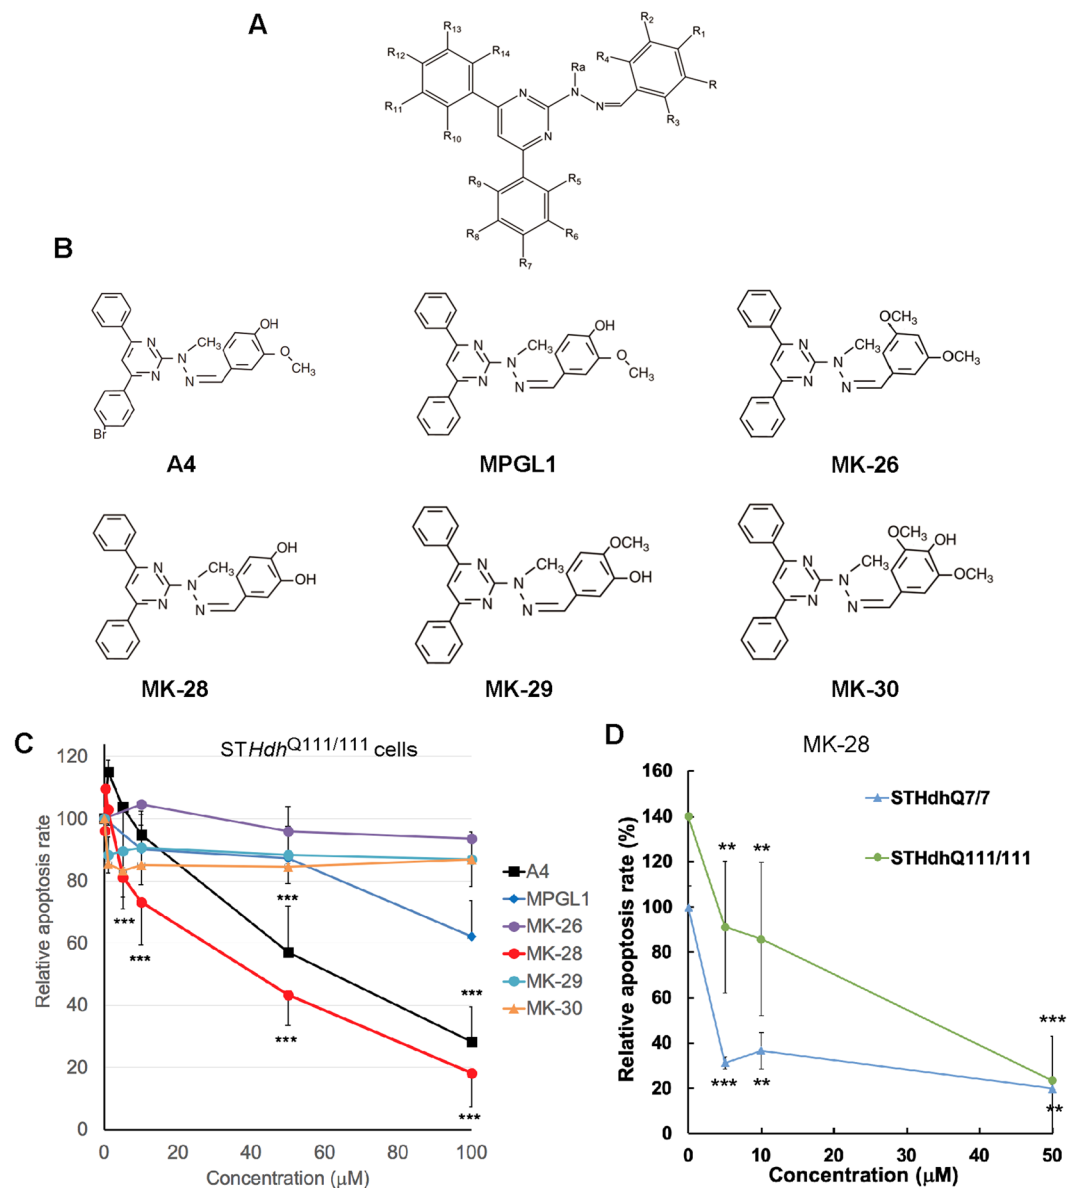 A
R13
R12
R14
R11
R10
N
N
Ra
N
N
R2
R1
R4
R
R3
R9
R5
R8
R6
R7
B
N
N
N
CH3
N
OH
O
CH3
Br
A4
N
N
N
CH3
N
OH
O
CH3
MPGL1
N
N
N
CH3
N
OCH3
OCH3
MK-26
N
N
N
CH3
N
OH
OH
MK-28
N
N
N
CH3
N
OCH3
OH
MK-29
N
N
N
CH3
N
OCH3
OH
OCH3
MK-30
C
STHdhQ111/111 cells
Relative apoptosis rate
120
100
80
60
40
20
0
***
***
***
***
***
***
0
20
40
60
80
100
Concentration (μM)
A4
MPGL1
MK-26
MK-28
MK-29
MK-30
D
MK-28
Relative apoptosis rate (%)
160
140
120
100
80
60
40
20
0
STHdhQ7/7
STHdhQ111/111
**
**
***
***
**
**
0
10
20
30
40
50
Concentration (μM)